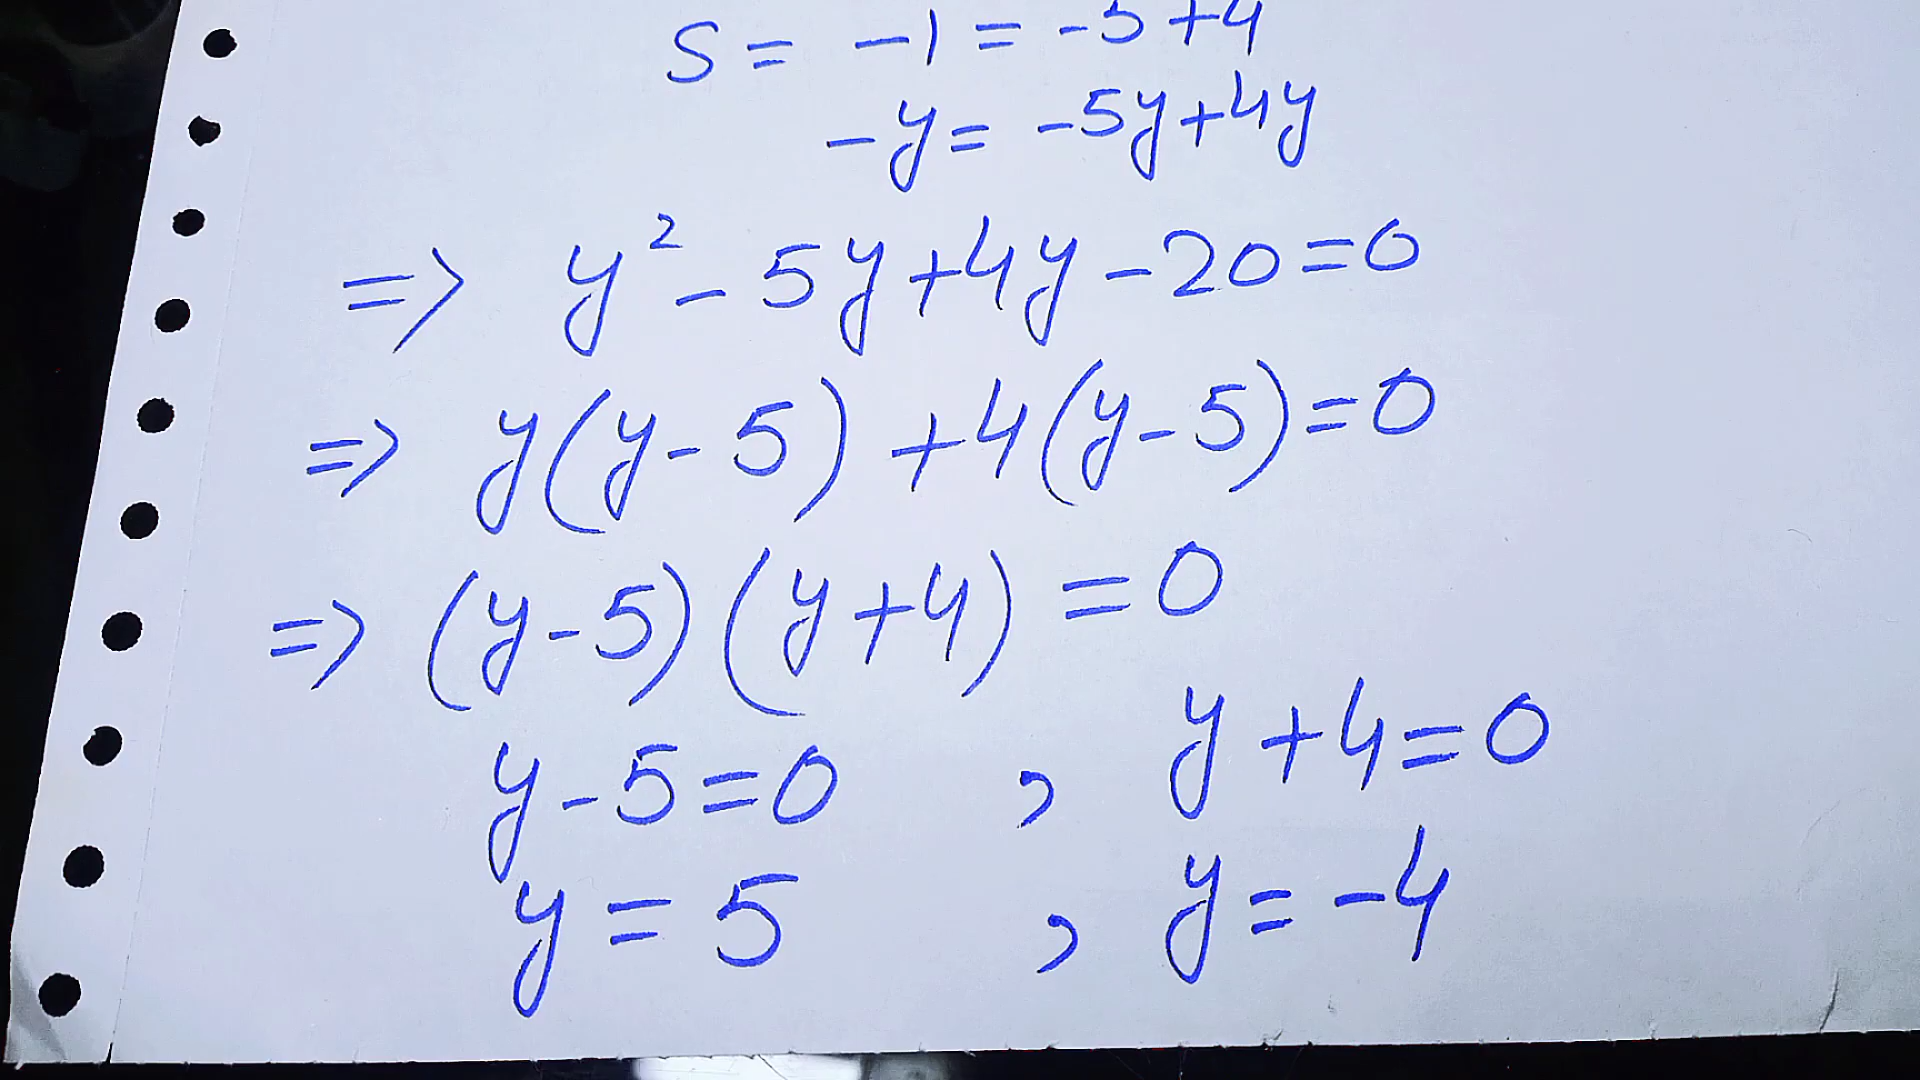 S = -1 = -5+4
-y = -5y+4y
=> y² - 5y+4y - 20 = 0
=> y(y - 5) + 4(y - 5) = 0
=> (y - 5)(y + 4) = 0
y - 5 = 0 , y + 4 = 0
y = 5 , y = -4